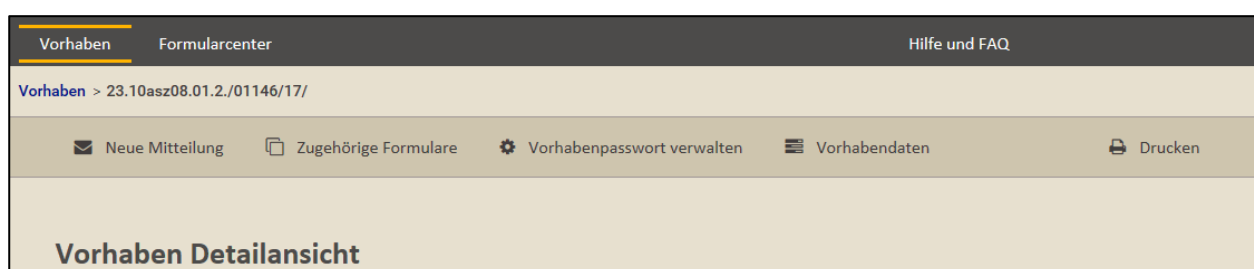 Vorhaben Formularcenter Hilfe und FAQ
Vorhaben > 23.10asz08.01.2./01146/17/
Neue Mitteilung Zugehörige Formulare Vorhabenpasswort verwalten Vorhabendaten Drucken
Vorhaben Detailansicht